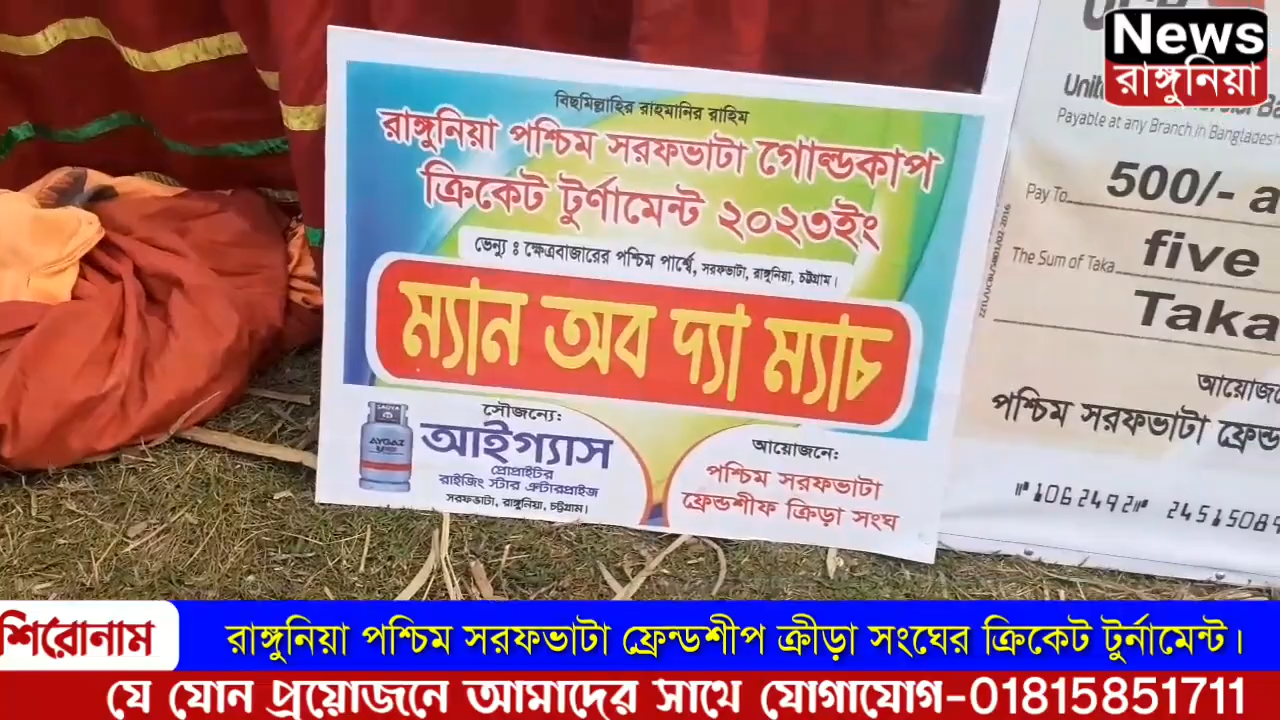 News
রাঙ্গুনিয়া
বিছমিল্লাহির রাহমানির রাহিম
রাঙ্গুনিয়া পশ্চিম সরফভাটা গোল্ডকাপ
ক্রিকেট টুর্ণামেন্ট ২০২৩ইং
ভেন্যু ঃ ক্ষেত্রবাজারের পশ্চিম পার্শ্বে, সরফভাটা, রাঙ্গুনিয়া, চট্টগ্রাম।
ম্যান অব দ্যা ম্যাচ
সৌজন্যে:
AYGAZ
আইগ্যাস
প্রোপ্রাইটর
রাইজিং স্টার এন্টারপ্রাইজ
সরফভাটা, রাঙ্গুনিয়া, চট্টগ্রাম।
আয়োজনে:
পশ্চিম সরফভাটা
ফ্রেন্ডশীফ ক্রিড়া সংঘ
Payable at any Branch in Bangladesh
Pay To 500/-
The Sum of Taka five
Taka
পশ্চিম সরফভাটা
1062492
শিরোনাম
রাঙ্গুনিয়া পশ্চিম সরফভাটা ফ্রেন্ডশীপ ক্রীড়া সংঘের ক্রিকেট টুর্নামেন্ট।
যে যোন প্রয়োজনে আমাদের সাথে যোগাযোগ-01815851711